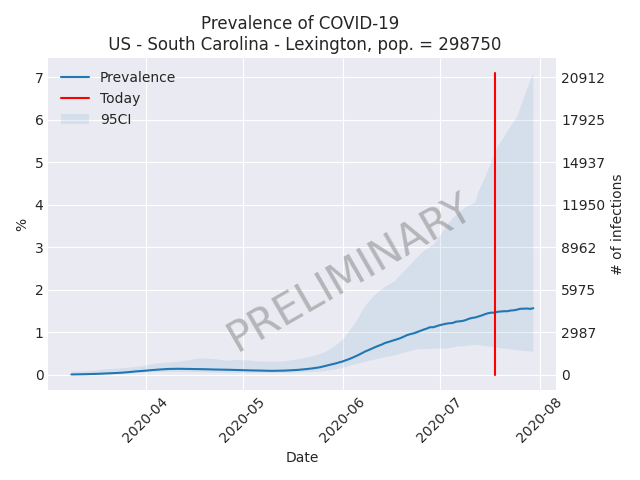 Prevalence of COVID-19
US - South Carolina - Lexington, pop. = 298750
Prevalence
Today
95CI
7
6
5
4
3
2
1
0
%
20912
17925
14937
11950
8962
5975
2987
0
# of infections
PRELIMINARY
2020-04
2020-05
2020-06
2020-07
2020-08
Date